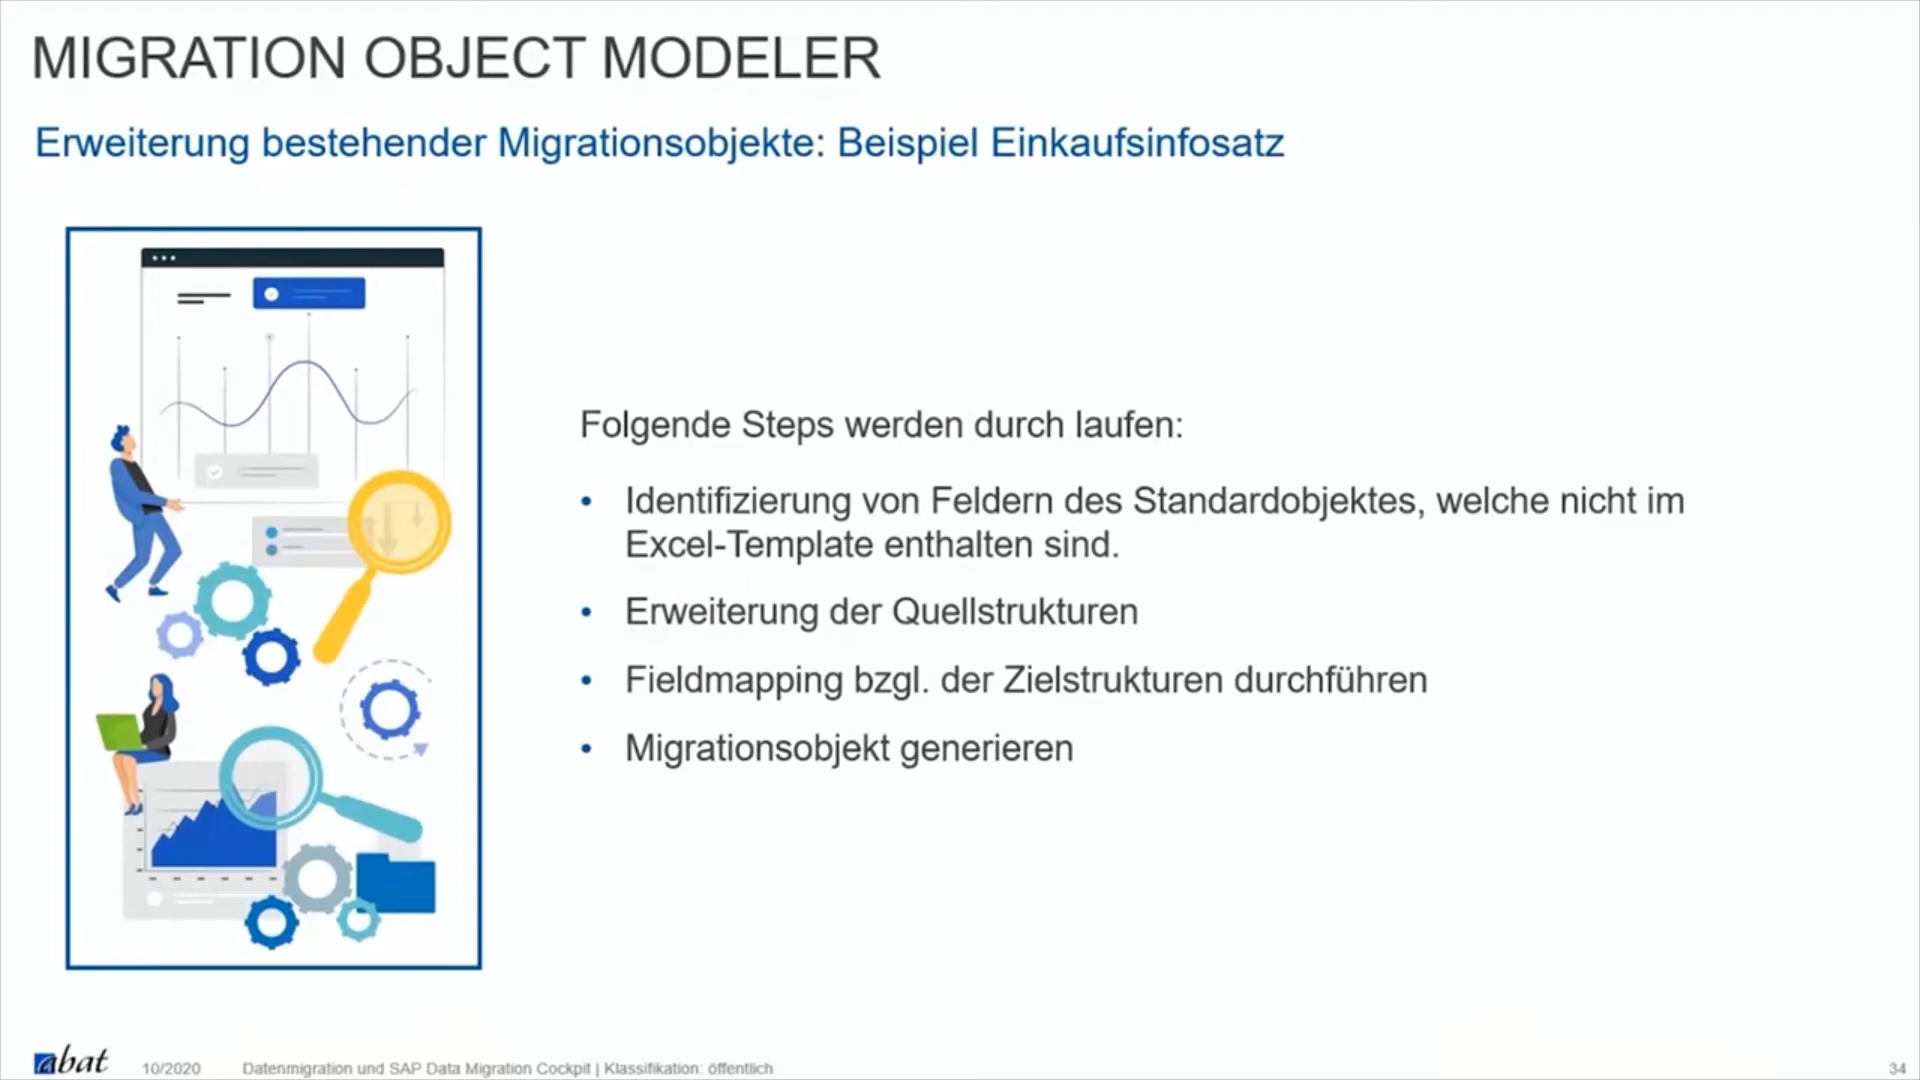 MIGRATION OBJECT MODELER
Erweiterung bestehender Migrationsobjekte: Beispiel Einkaufsinfosatz
Folgende Steps werden durch laufen:
• Identifizierung von Feldern des Standardobjektes, welche nicht im
Excel-Template enthalten sind.
• Erweiterung der Quellstrukturen
• Fieldmapping bzgl. der Zielstrukturen durchführen
• Migrationsobjekt generieren
abat 10/2020 Datenmigration und SAP Data Migration Cockpit | Klassifikation: öffentlich 34